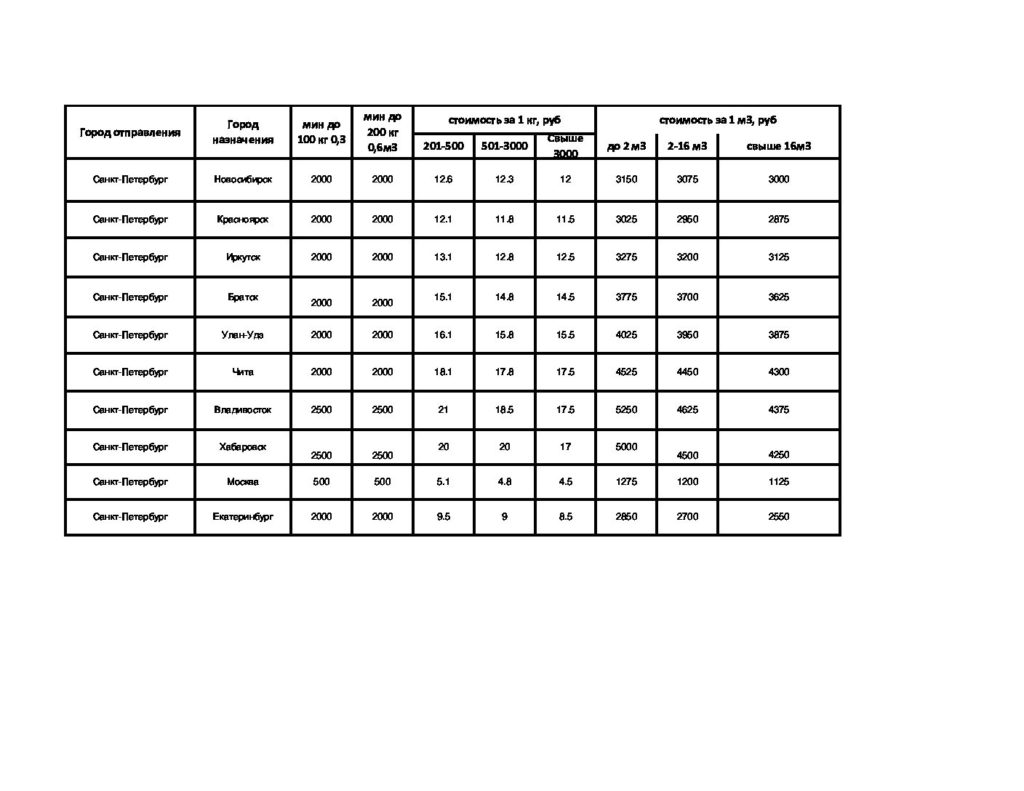 Город отправления Город назначения мин до 100 кг 0,3 мин до 200 кг 0,6м3 стоимость за 1 кг, руб стоимость за 1 м3, руб
201-500 501-3000 Свыше 3000 до 2 м3 2-16 м3 свыше 16м3
Санкт-Петербург Новосибирск 2000 2000 12.6 12.3 12 3150 3075 3000
Санкт-Петербург Красноярск 2000 2000 12.1 11.8 11.5 3025 2950 2875
Санкт-Петербург Иркутск 2000 2000 13.1 12.8 12.5 3275 3200 3125
Санкт-Петербург Братск 2000 2000 15.1 14.8 14.5 3775 3700 3625
Санкт-Петербург Улан-Удэ 2000 2000 16.1 15.8 15.5 4025 3950 3875
Санкт-Петербург Чита 2000 2000 18.1 17.8 17.5 4525 4450 4300
Санкт-Петербург Владивосток 2500 2500 21 18.5 17.5 5250 4625 4375
Санкт-Петербург Хабаровск 2500 2500 20 20 17 5000 4500 4250
Санкт-Петербург Москва 500 500 5.1 4.8 4.5 1275 1200 1125
Санкт-Петербург Екатеринбург 2000 2000 9.5 9 8.5 2850 2700 2550